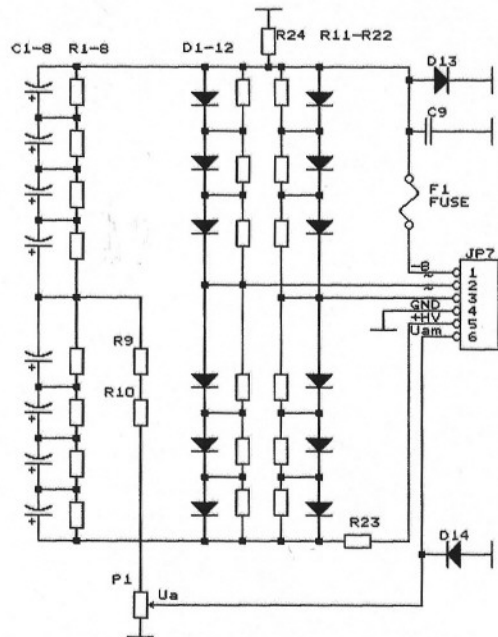 R24
C1-8 R1-8 D1-12 R11-R22
D13
C9
F1
FUSE
JP7
-B 1
~ 2
~ 3
GND 4
+HV 5
Uam 6
R9
R10
R23
D14
P1
Ua
+
+
+
+
+
+
+
+